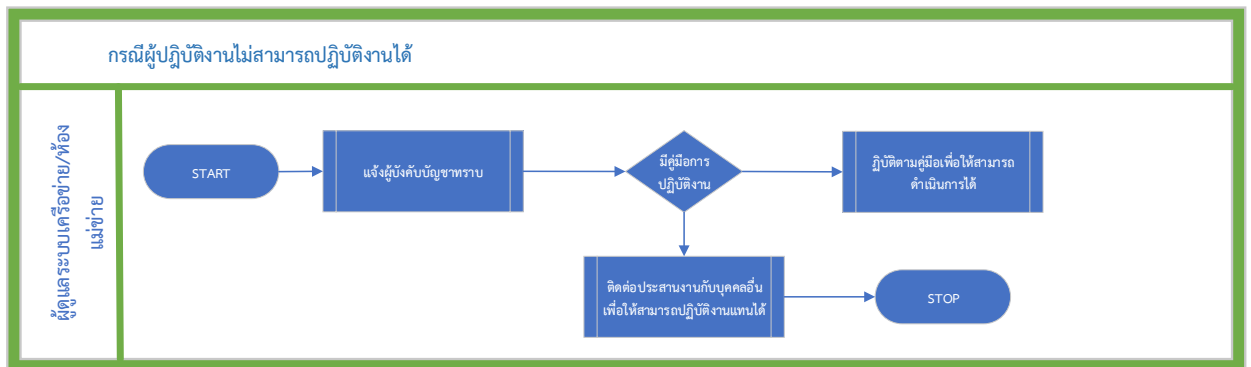 กรณีผู้ปฏิบัติงานไม่สามารถปฏิบัติงานได้
ผู้ดูแลระบบเครือข่าย/ห้อง
แม่ข่าย
START
แจ้งผู้บังคับบัญชาทราบ
มีคู่มือการ
ปฏิบัติงาน
ฏิบัติตามคู่มือเพื่อให้สามารถ
ดำเนินการได้
ติดต่อประสานงานกับบุคคลอื่น
เพื่อให้สามารถปฏิบัติงานแทนได้
STOP